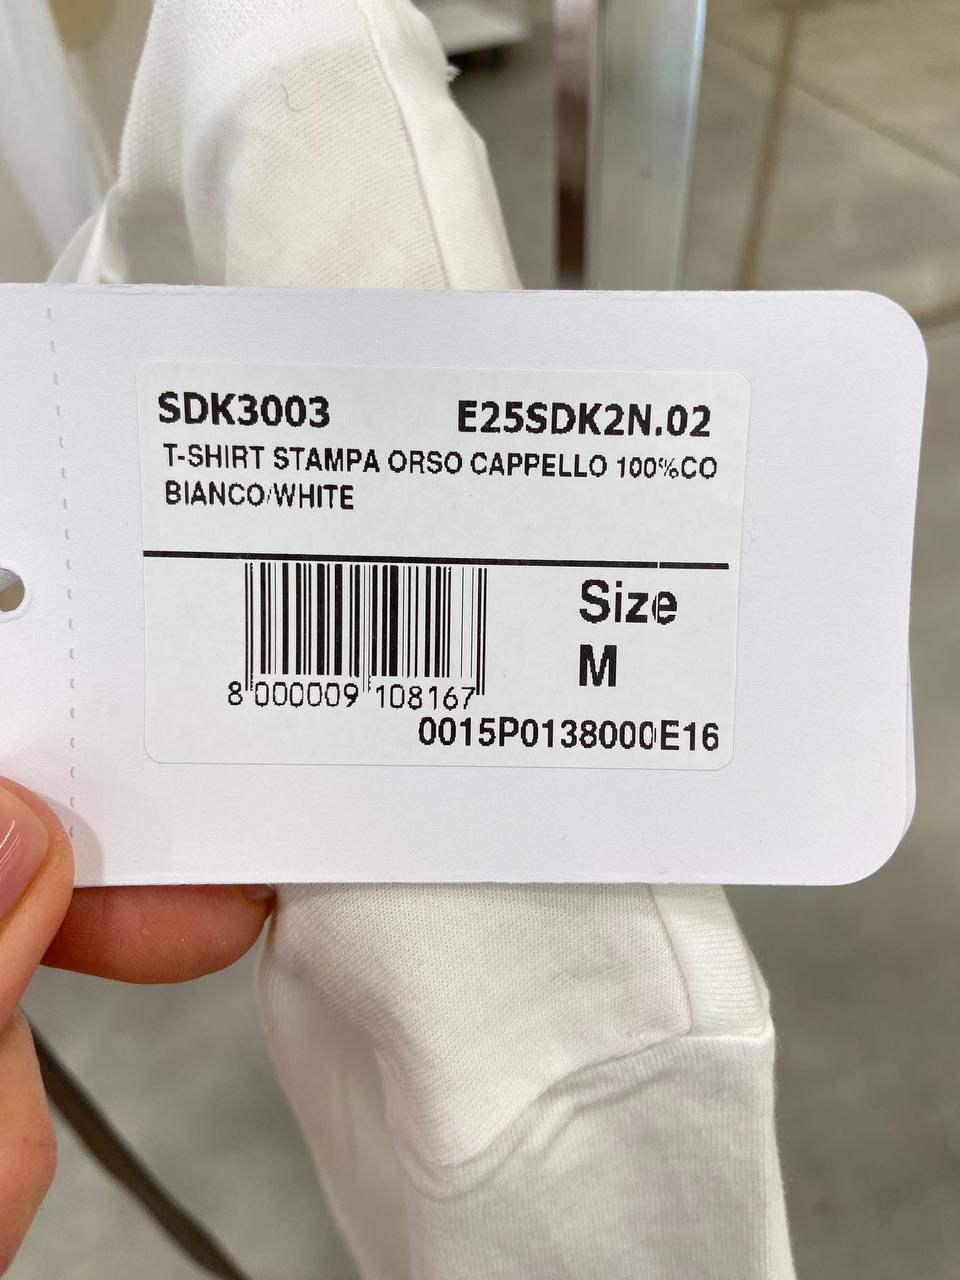 SDK3003 E25SDK2N.02
T-SHIRT STAMPA ORSO CAPPELLO 100%CO
BIANCO/WHITE
Size
M
8 000009 108167
0015P0138000E16